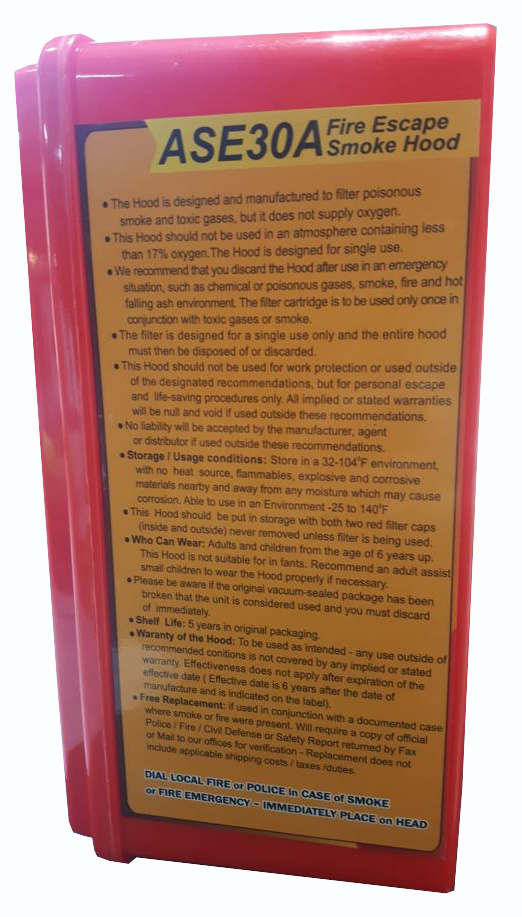 ASE30A Fire Escape
Smoke Hood
• The Hood is designed and manufactured to filter poisonous
smoke and toxic gases, but it does not supply oxygen.
• This Hood should not be used in an atmosphere containing less
than 17% oxygen.The Hood is designed for single use.
• We recommend that you discard the Hood after use in an emergency
situation, such as chemical or poisonous gases, smoke, fire and hot
falling ash environment. The filter cartridge is to be used only once in
conjunction with toxic gases or smoke.
• The filter is designed for a single use only and the entire hood
must then be disposed of or discarded.
• This Hood should not be used for work protection or used outside
of the designated recommendations, but for personal escape
and life-saving procedures only. All implied or stated warranties
will be null and void if used outside these recommendations.
• No liability will be accepted by the manufacturer, agent
or distributor if used outside these recommendations.
• Storage / Usage conditions: Store in a 32-104°F environment,
with no heat source, flammables, explosive and corrosive
materials nearby and away from any moisture which may cause
corrosion. Able to use in an Environment -25 to 140°F
• This Hood should be put in storage with both two red filter caps
(inside and outside) never removed unless filter is being used.
• Who Can Wear: Adults and children from the age of 6 years up.
This Hood is not suitable for in fants. Recommend an adult assist
small children to wear the Hood properly if necessary.
• Please be aware if the original vacuum-sealed package has been
broken that the unit is considered used and you must discard
of immediately.
• Shelf Life: 5 years in original packaging.
• Waranty of the Hood: To be used as intended - any use outside of
recommended conitions is not covered by any implied or stated
warranty. Effectiveness does not apply after expiration of the
effective date ( Effective date is 6 years after the date of
manufacture and is indicated on the label).
• Free Replacement: if used in conjunction with a documented case
where smoke or fire were present. Will require a copy of official
Police / Fire / Civil Defense or Safety Report returned by Fax
or Mail to our offices for verification - Replacement does not
include applicable shipping costs / taxes /duties.
DIAL LOCAL FIRE or POLICE in CASE of SMOKE
or FIRE EMERGENCY – IMMEDIATELY PLACE on HEAD